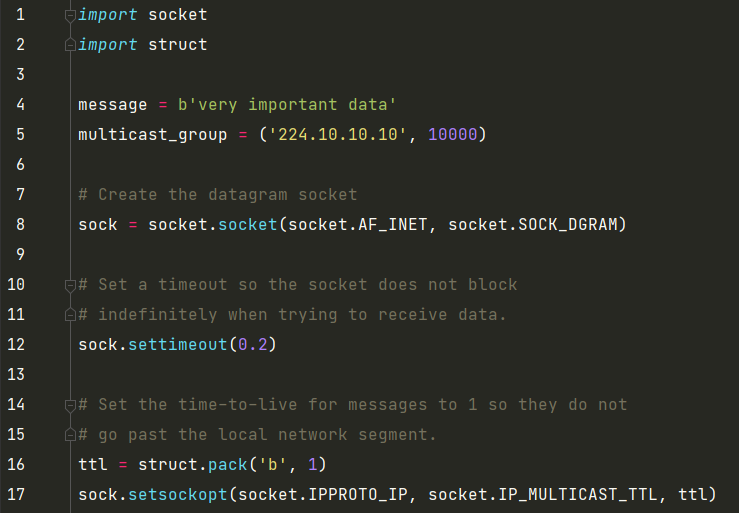 1 import socket
2 import struct
3
4 message = b'very important data'
5 multicast_group = ('224.10.10.10', 10000)
6
7 # Create the datagram socket
8 sock = socket.socket(socket.AF_INET, socket.SOCK_DGRAM)
9
10 # Set a timeout so the socket does not block
11 # indefinitely when trying to receive data.
12 sock.settimeout(0.2)
13
14 # Set the time-to-live for messages to 1 so they do not
15 # go past the local network segment.
16 ttl = struct.pack('b', 1)
17 sock.setsockopt(socket.IPPROTO_IP, socket.IP_MULTICAST_TTL, ttl)